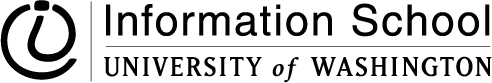 Information School
UNIVERSITY of WASHINGTON